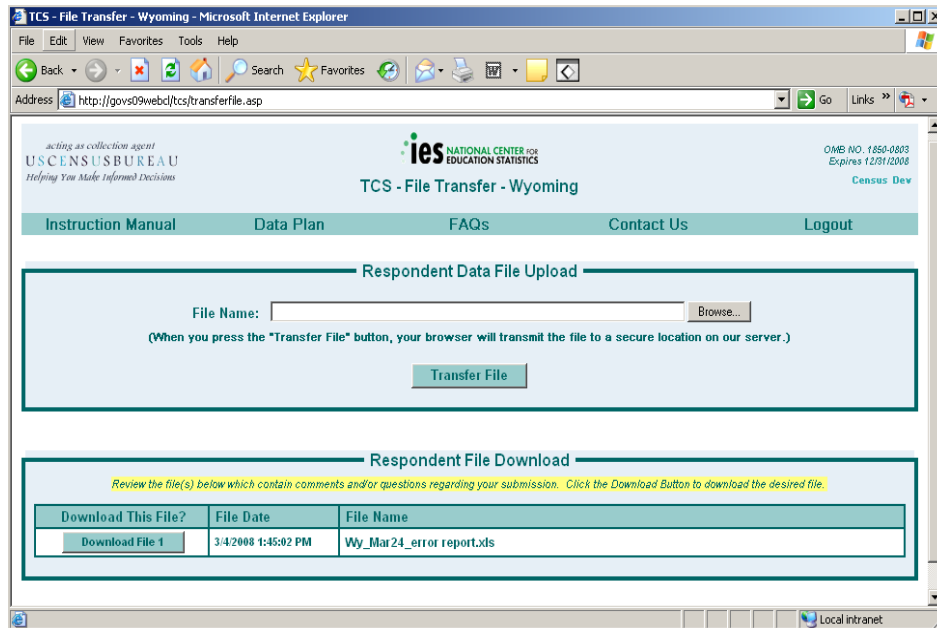 TCS - File Transfer - Wyoming - Microsoft Internet Explorer
File Edit View Favorites Tools Help
Back Search Favorites
Address http://govs09webcl/tcs/transferfile.asp Go Links »
acting as collection agent
USCENSUSBUREAU
Helping You Make Informed Decisions
ies NATIONAL CENTER FOR
EDUCATION STATISTICS
TCS - File Transfer - Wyoming
OMB NO. 1850-0803
Expires 12/31/2008
Census Dev
Instruction Manual Data Plan FAQs Contact Us Logout
Respondent Data File Upload
File Name: Browse...
(When you press the "Transfer File" button, your browser will transmit the file to a secure location on our server.)
Transfer File
Respondent File Download
Review the file(s) below which contain comments and/or questions regarding your submission. Click the Download Button to download the desired file.
Download This File? File Date File Name
Download File 1 3/4/2008 1:45:02 PM Wy_Mar24_error report.xls
Local intranet